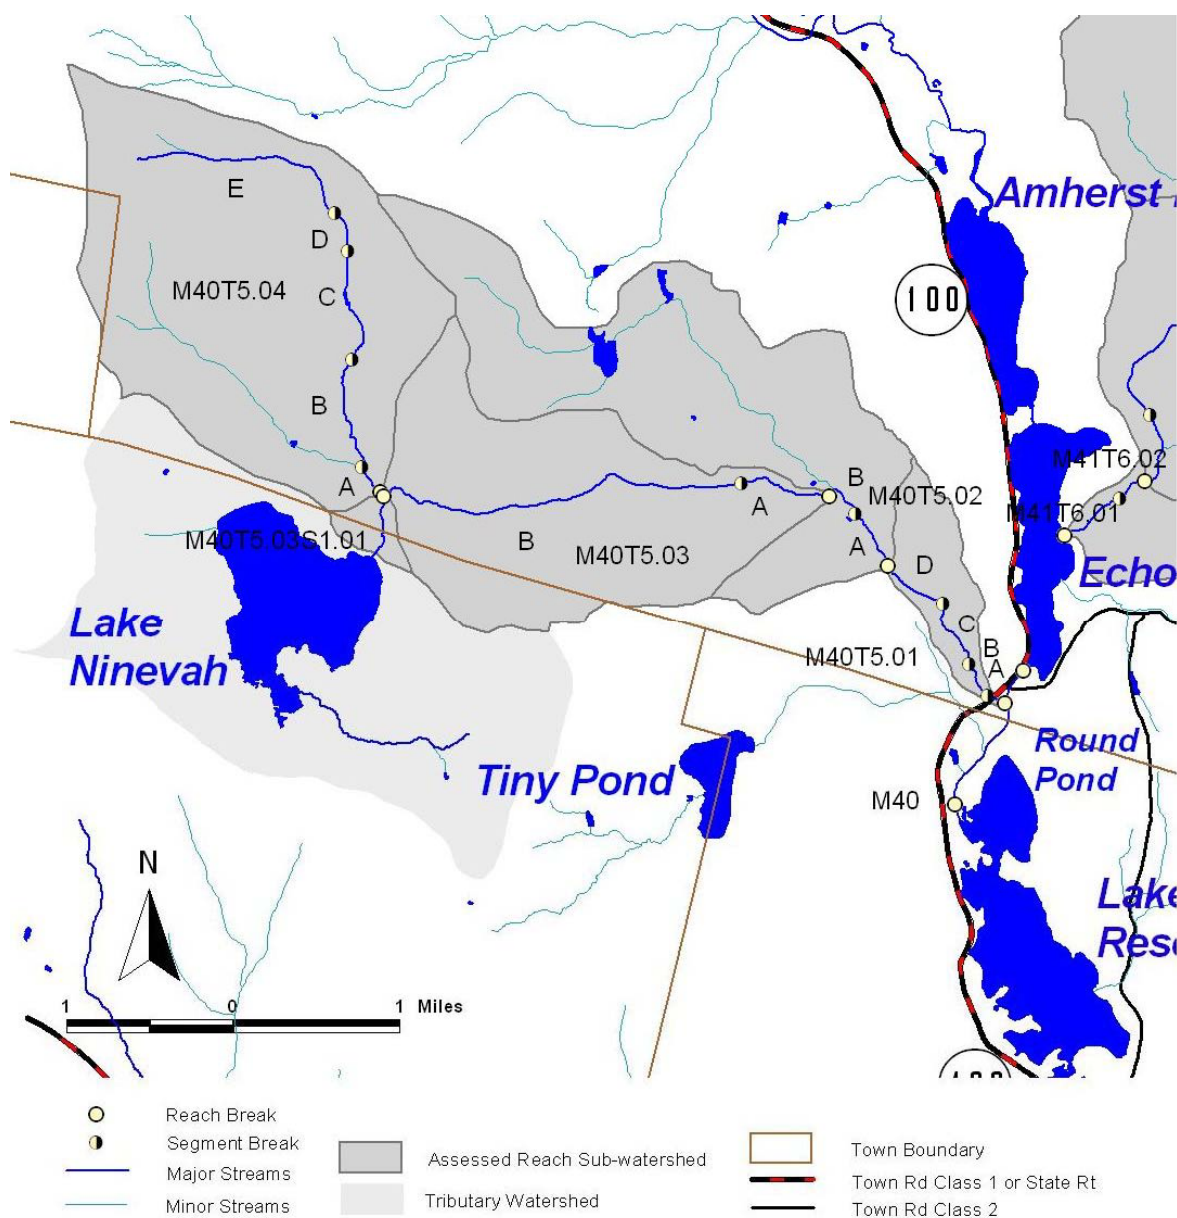 Amherst
E
D
M40T5.04
C
100
B
M41T6.02
A
B
M40T5.02
A
M41T6.01
M40T5.03S1.01
B
M40T5.03
A
D
Echo
Lake
Ninevah
C
M40T5.01
B
A
Round
Pond
Tiny Pond
M40
N
Lake
Rese
1 0 1 Miles
100
Reach Break
Segment Break
Major Streams
Minor Streams
Assessed Reach Sub-watershed
Tributary Watershed
Town Boundary
Town Rd Class 1 or State Rt
Town Rd Class 2